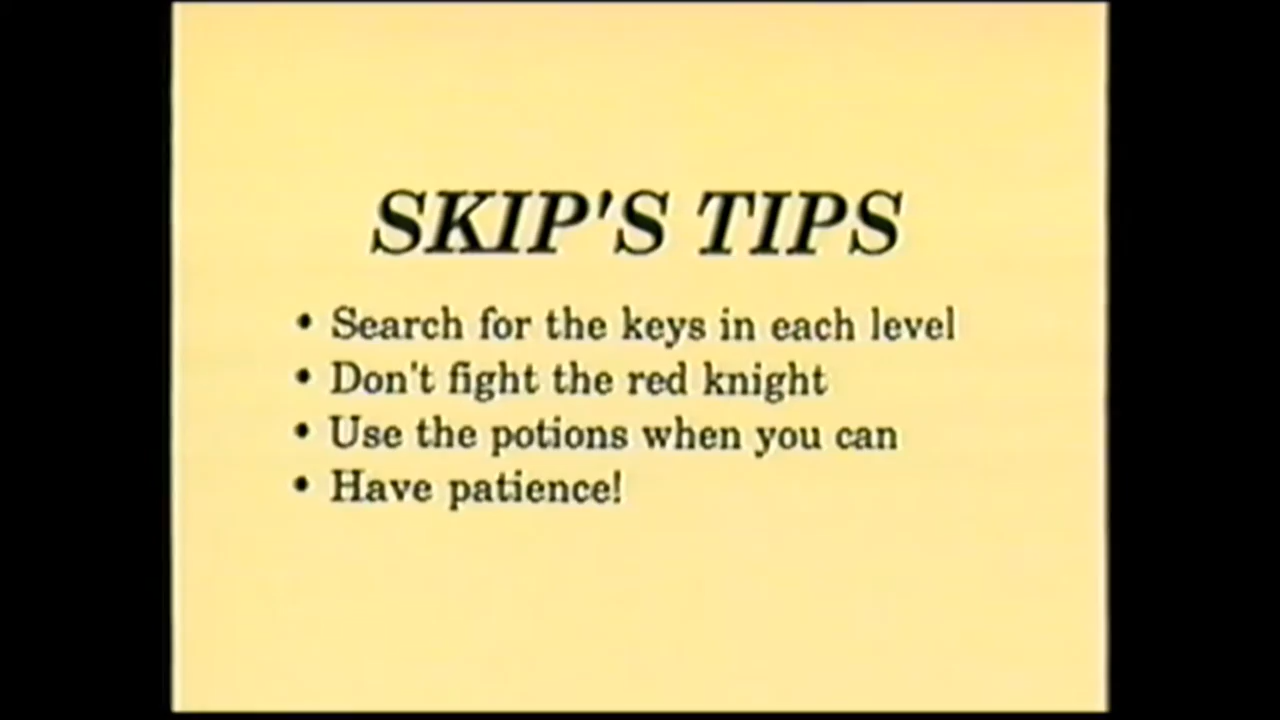 SKIP'S TIPS
• Search for the keys in each level
• Don't fight the red knight
• Use the potions when you can
• Have patience!